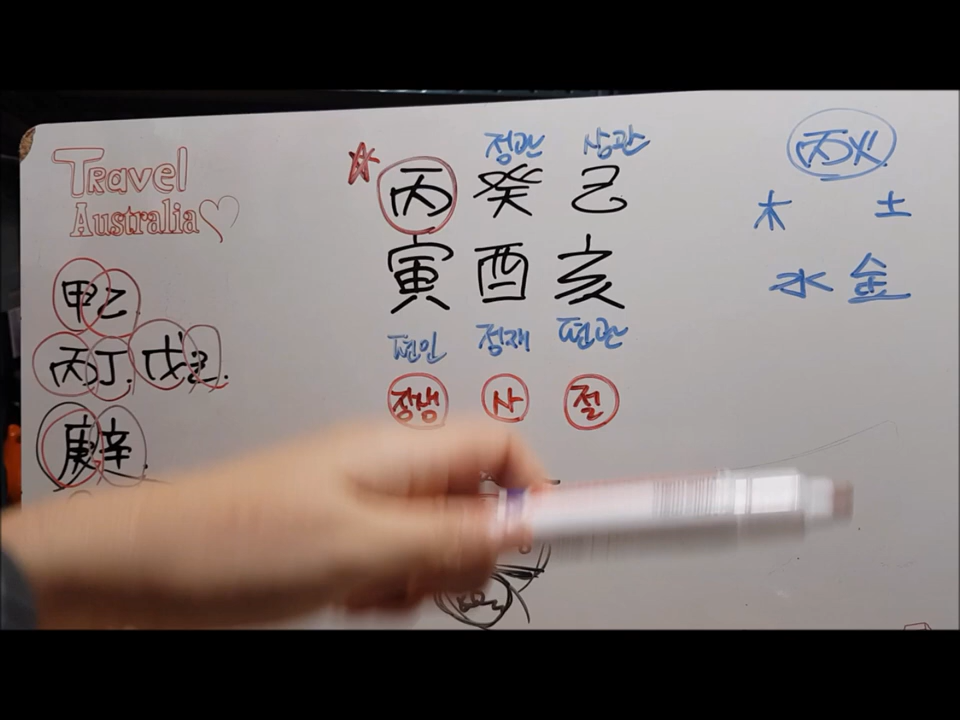 Travel
Australia
甲乙
丙丁. 戊己.
庚辛.
정관 상관
丙 癸 己
寅 酉 亥
편인 정재 편관
장생 사 절
丙火
木 土
水 金